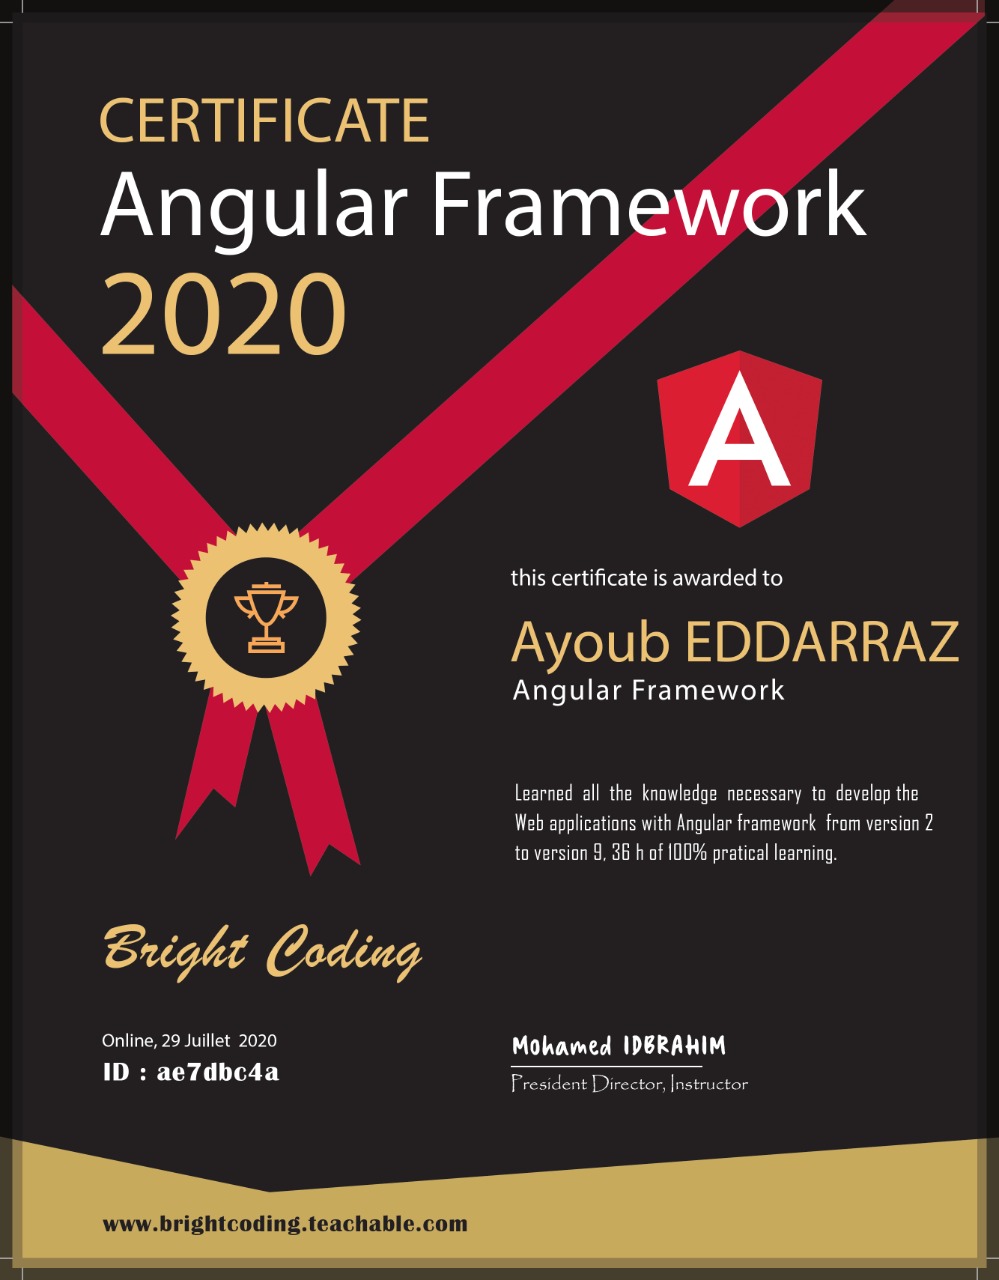 CERTIFICATE
Angular Framework
2020
A
this certificate is awarded to
Ayoub EDDARRAZ
Angular Framework
Learned all the knowledge necessary to develop the
Web applications with Angular framework from version 2
to version 9, 36 h of 100% pratical learning.
Bright Coding
Online, 29 Juillet 2020
ID : ae7dbc4a
Mohamed IDBRAHIM
President Director, Instructor
www.brightcoding.teachable.com